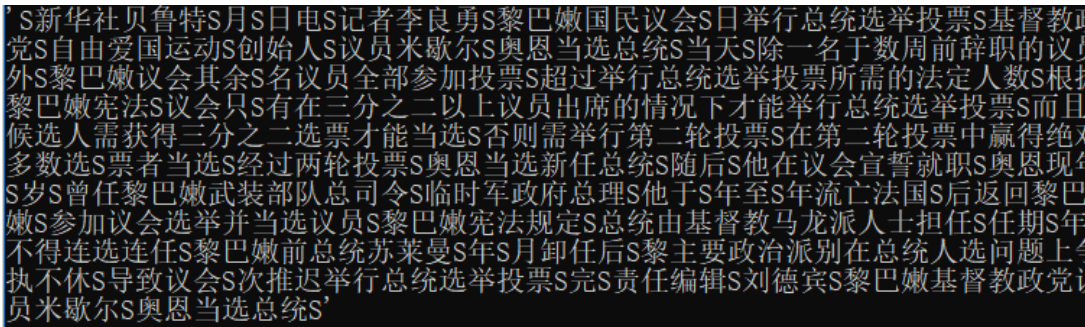 'S新华社贝鲁特S月S日电S记者李良勇S黎巴嫩国民议会S日举行总统选举投票S基督教
党S自由爱国运动S创始人S议员米歇尔S奥恩当选总统S当天S除一名于数周前辞职的议
外S黎巴嫩议会其余S名议员全部参加投票S超过举行总统选举投票所需的法定人数S根
黎巴嫩宪法S议会只S有在三分之二以上议员出席的情况下才能举行总统选举投票S而且
候选人需获得三分之二选票才能当选S否则需举行第二轮投票S在第二轮投票中赢得绝
多数选S票者当选S经过两轮投票S奥恩当选新任总统S随后S他在议会宣誓就职S奥恩现
S岁S曾任黎巴嫩武装部队总司令S临时军政府总理S他于S年至S年流亡法国S后返回黎巴
嫩S参加议会选举并当选议员S黎巴嫩宪法规定S总统由基督教马龙派人士担任S任期S年
不得连选连任S黎巴嫩前总统苏莱曼S年S月卸任后S黎主要政治派别在总统人选问题上
执不休S导致议会S次推迟举行总统选举投票S完S责任编辑S刘德宾S黎巴嫩基督教政党
员米歇尔S奥恩当选总统S'